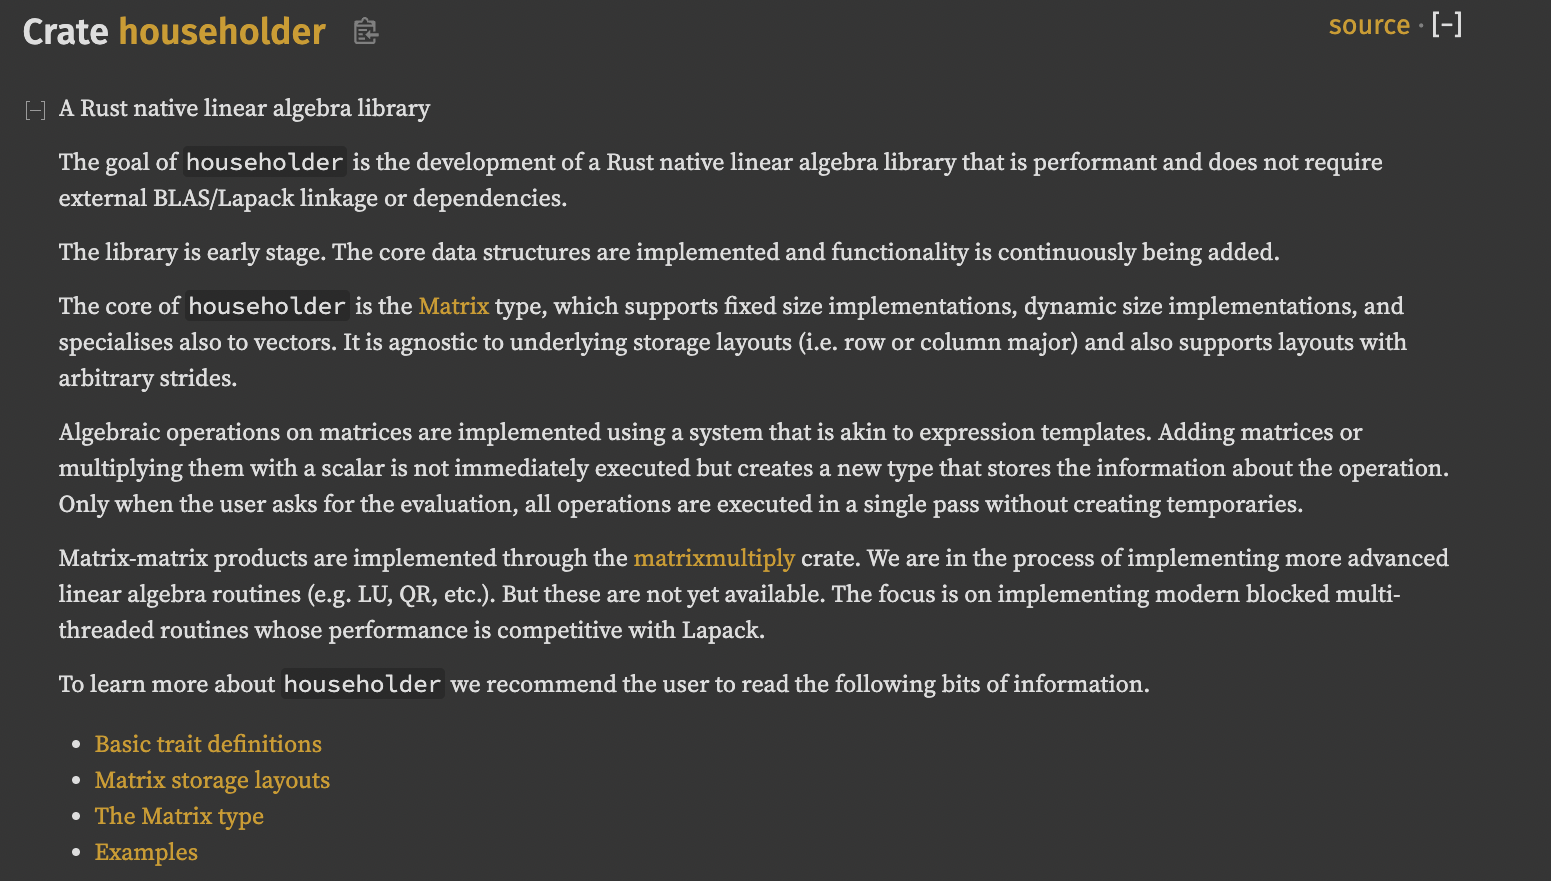 Crate householder
source · [-]
[-] A Rust native linear algebra library
The goal of householder is the development of a Rust native linear algebra library that is performant and does not require
external BLAS/Lapack linkage or dependencies.
The library is early stage. The core data structures are implemented and functionality is continuously being added.
The core of householder is the Matrix type, which supports fixed size implementations, dynamic size implementations, and
specialises also to vectors. It is agnostic to underlying storage layouts (i.e. row or column major) and also supports layouts with
arbitrary strides.
Algebraic operations on matrices are implemented using a system that is akin to expression templates. Adding matrices or
multiplying them with a scalar is not immediately executed but creates a new type that stores the information about the operation.
Only when the user asks for the evaluation, all operations are executed in a single pass without creating temporaries.
Matrix-matrix products are implemented through the matrixmultiply crate. We are in the process of implementing more advanced
linear algebra routines (e.g. LU, QR, etc.). But these are not yet available. The focus is on implementing modern blocked multi-
threaded routines whose performance is competitive with Lapack.
To learn more about householder we recommend the user to read the following bits of information.
• Basic trait definitions
• Matrix storage layouts
• The Matrix type
• Examples